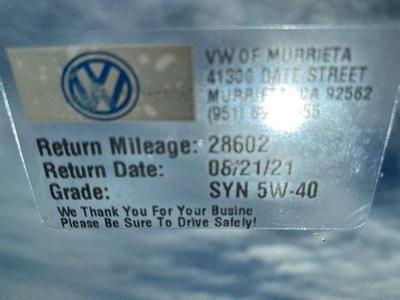 VW OF MURRIETA
41300 DATE STREET
MURRIETA, CA 92562
(951)
Return Mileage: 28602
Return Date: 08/21/21
Grade: SYN 5W-40
We Thank You For Your Busine
Please Be Sure To Drive Safely!